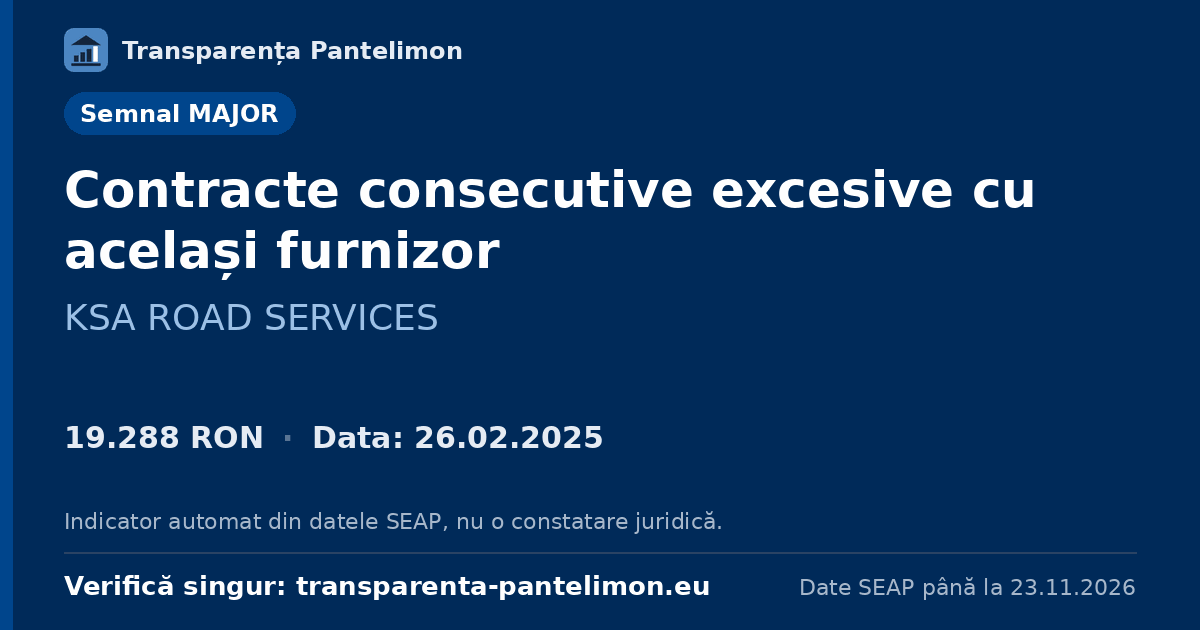 Transparența Pantelimon
Semnal MAJOR
Contracte consecutive excesive cu
același furnizor
KSA ROAD SERVICES
19.288 RON · Data: 26.02.2025
Indicator automat din datele SEAP, nu o constatare juridică.
Verifică singur: transparenta-pantelimon.eu
Date SEAP până la 23.11.2026